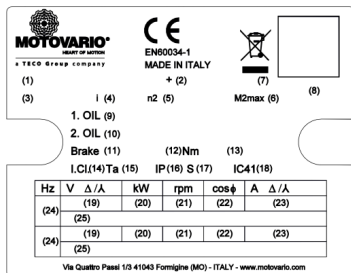 MOTOVARIO®
HEART OF MOTION
a TECO Group company
CE
EN60034-1
MADE IN ITALY
(1) + (2) (7)
(3) i (4) n2 (5) M2max (6) (8)
1. OIL (9)
2. OIL (10)
Brake (11) (12)Nm (13)
I.Cl.(14)Ta (15) IP(16) S (17) IC41(18)
Hz V Δ/⅄ kW rpm cosϕ A Δ/⅄
(24) (19) (20) (21) (22) (23)
(25)
(24) (19) (20) (21) (22) (23)
(25)
Via Quattro Passi 1/3 41043 Formigine (MO) - ITALY - www.motovario.com